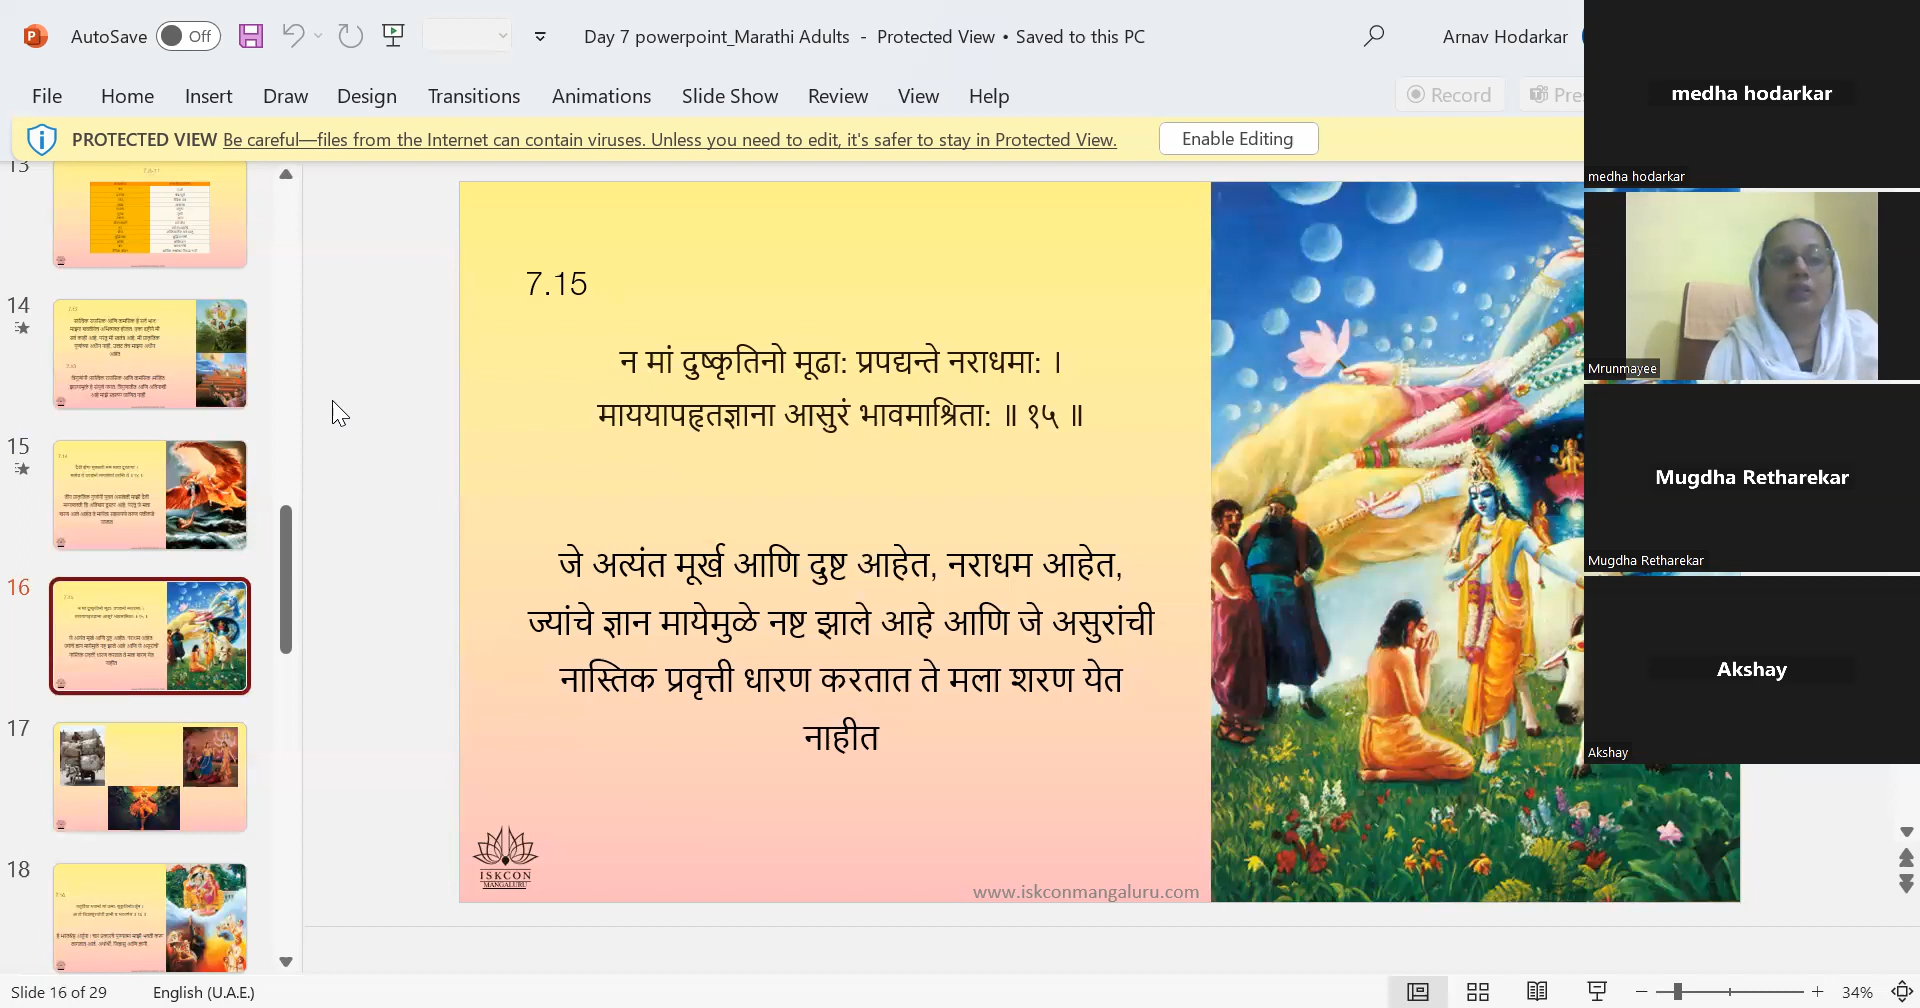 AutoSave Off
Day 7 powerpoint_Marathi Adults - Protected View • Saved to this PC
Arnav Hodarkar
File Home Insert Draw Design Transitions Animations Slide Show Review View Help
Record
PROTECTED VIEW Be careful—files from the Internet can contain viruses. Unless you need to edit, it's safer to stay in Protected View.
Enable Editing
13
14
15
16
17
18
7.15
न मां दुष्कृतिनो मूढा: प्रपद्यन्ते नराधमा: ।
माययापहृतज्ञाना आसुरं भावमाश्रिता: ॥ १५ ॥
जे अत्यंत मूर्ख आणि दुष्ट आहेत, नराधम आहेत,
ज्यांचे ज्ञान मायेमुळे नष्ट झाले आहे आणि जे असुरांची
नास्तिक प्रवृत्ती धारण करतात ते मला शरण येत
नाहीत
ISKCON
MANGALURU
www.iskconmangaluru.com
medha hodarkar
medha hodarkar
Mrunmayee
Mugdha Retharekar
Mugdha Retharekar
Akshay
Akshay
Slide 16 of 29
English (U.A.E.)
34%